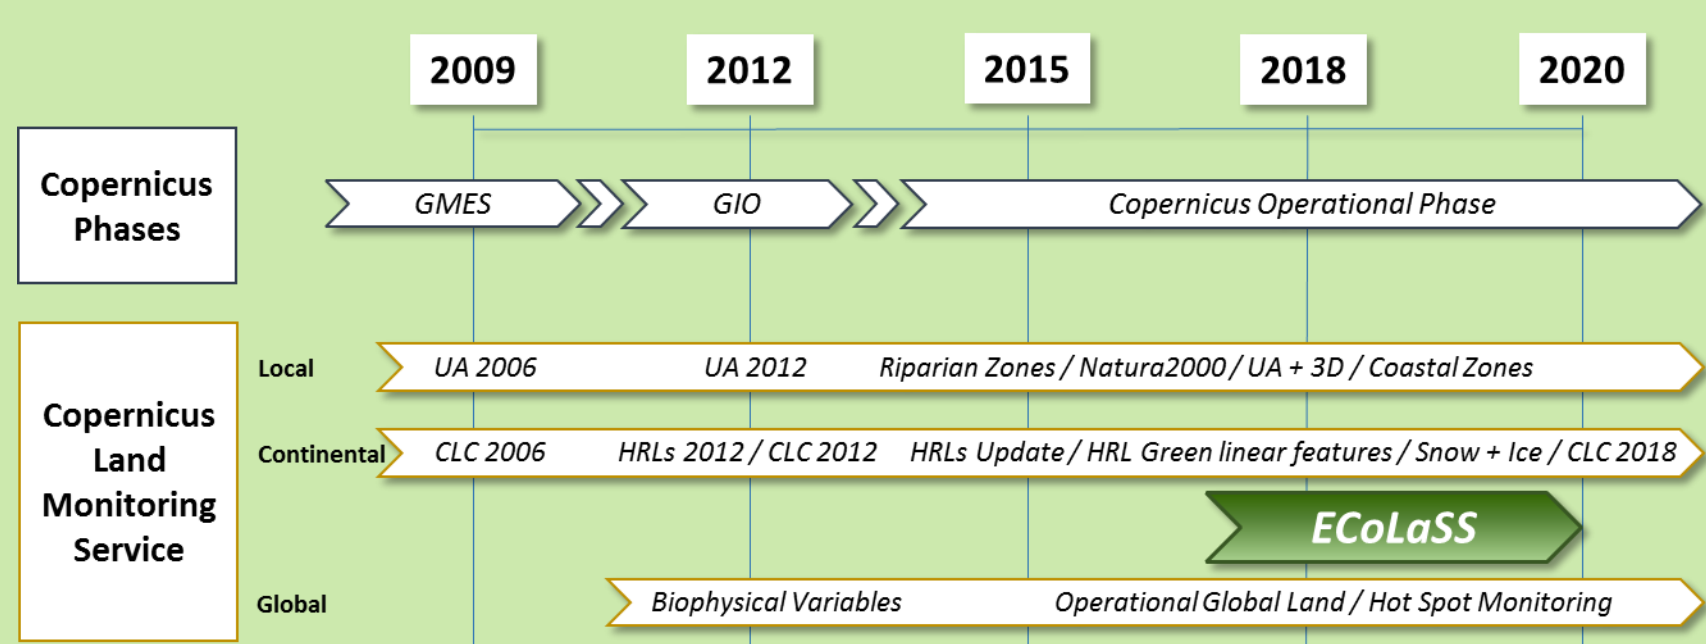 2009 2012 2015 2018 2020
Copernicus
Phases
GMES GIO Copernicus Operational Phase
Copernicus
Land
Monitoring
Service
Local UA 2006 UA 2012 Riparian Zones / Natura2000 / UA + 3D / Coastal Zones
Continental CLC 2006 HRLs 2012 / CLC 2012 HRLs Update / HRL Green linear features / Snow + Ice / CLC 2018
ECoLaSS
Global Biophysical Variables Operational Global Land / Hot Spot Monitoring